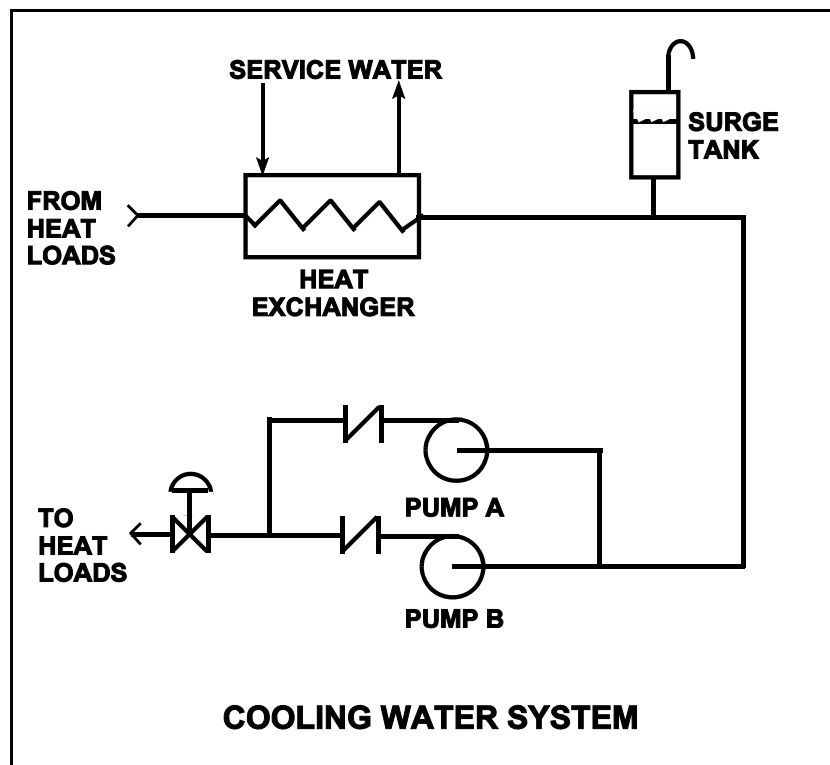 SERVICE WATER
SURGE
TANK
FROM
HEAT
LOADS
HEAT
EXCHANGER
PUMP A
TO
HEAT
LOADS
PUMP B
COOLING WATER SYSTEM